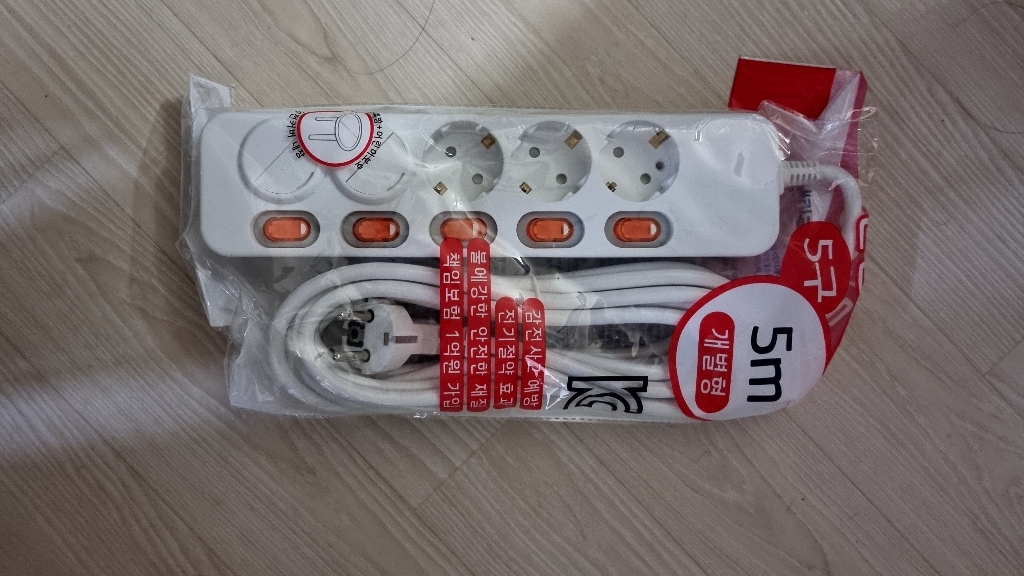 5구
5m
개별형
감전사고예방
전기절약 효과
불에강한 안전한 재질
책임보험 1억원 가입